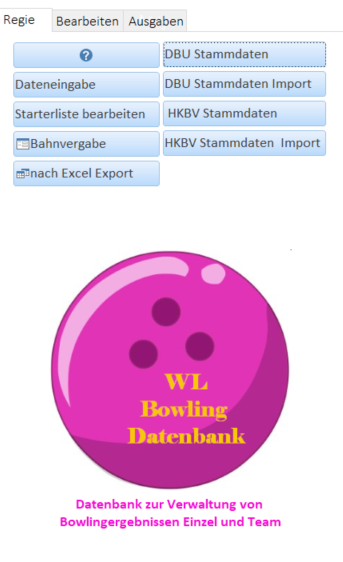 Regie Bearbeiten Ausgaben
? DBU Stammdaten
Dateneingabe DBU Stammdaten Import
Starterliste bearbeiten HKBV Stammdaten
Bahnvergabe HKBV Stammdaten Import
nach Excel Export
WL
Bowling
Datenbank
Datenbank zur Verwaltung von
Bowlingergebnissen Einzel und Team